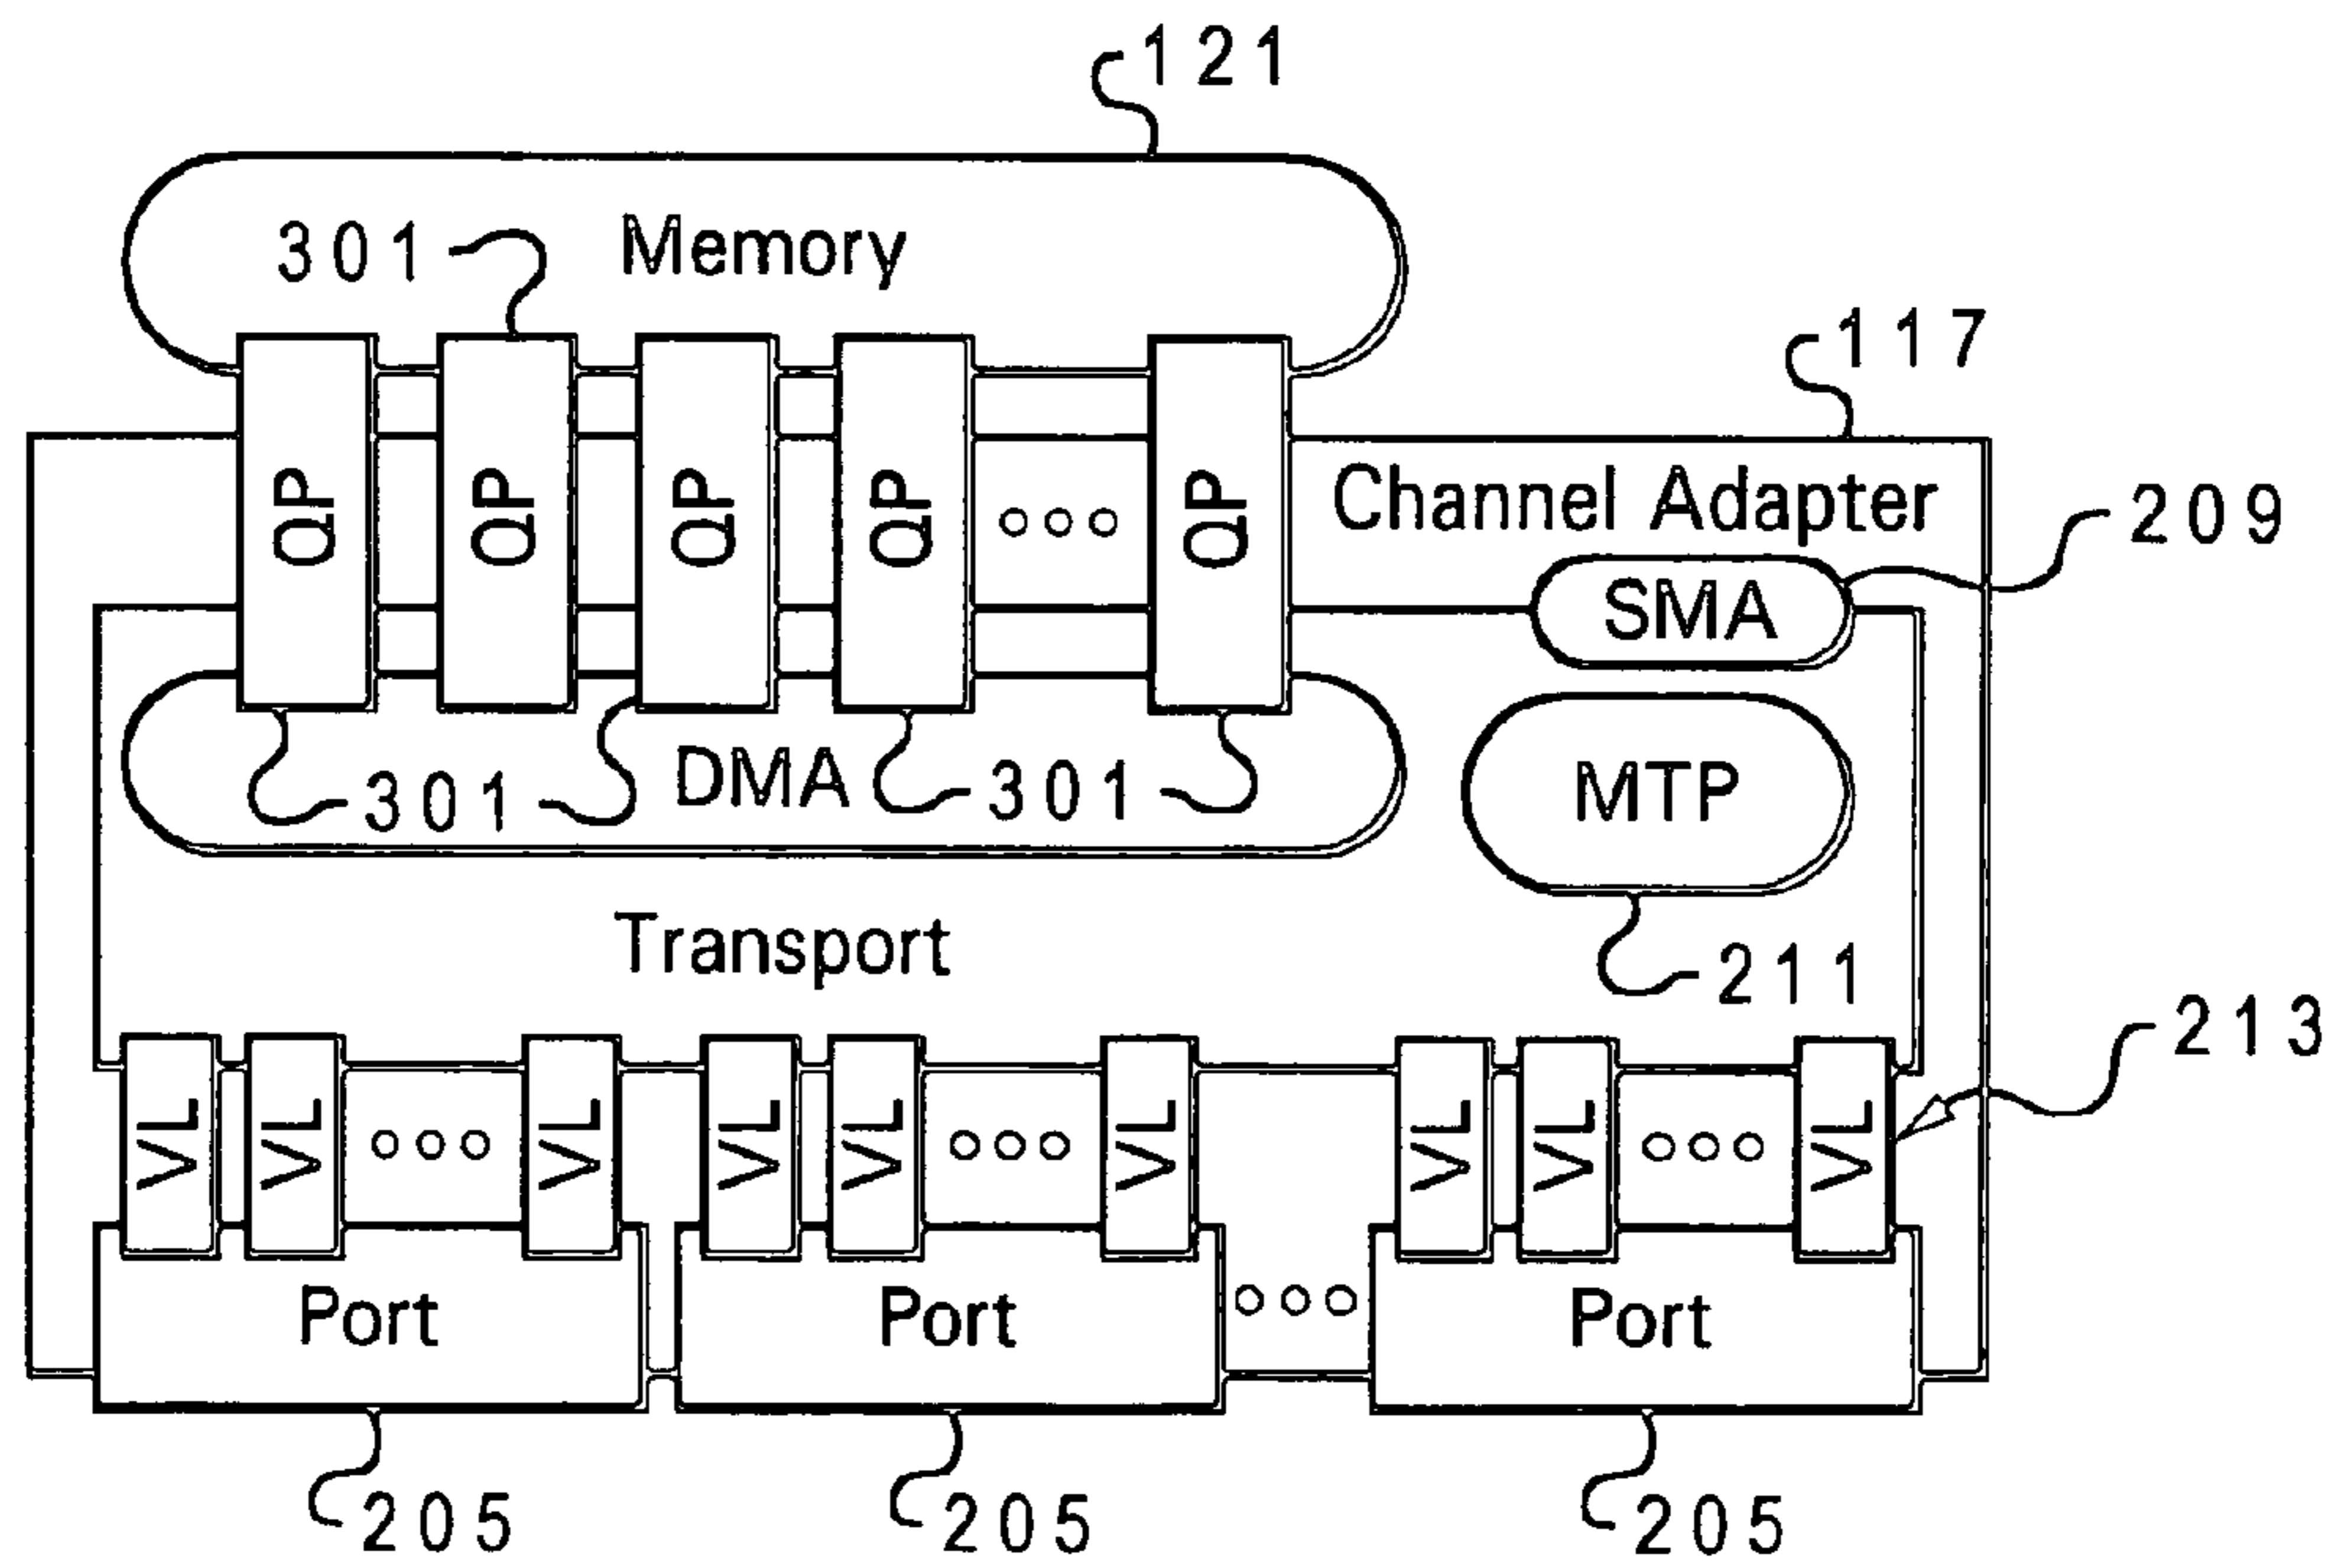 121
301 Memory
117
QP QP QP QP QP
Channel Adapter
209
SMA
301 DMA 301
MTP
Transport
211
213
VL VL VL VL VL VL VL VL VL
Port Port Port
205 205 205